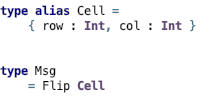 type alias Cell =
    { row : Int, col : Int }
type Msg
    = Flip Cell